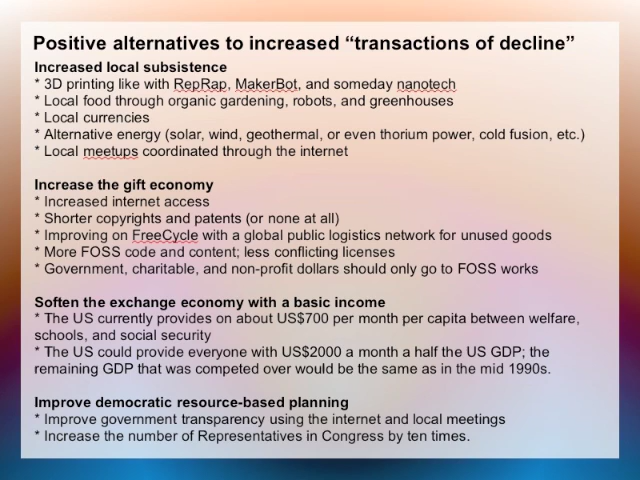 Positive alternatives to increased “transactions of decline”
Increased local subsistence
* 3D printing like with RepRap, MakerBot, and someday nanotech
* Local food through organic gardening, robots, and greenhouses
* Local currencies
* Alternative energy (solar, wind, geothermal, or even thorium power, cold fusion, etc.)
* Local meetups coordinated through the internet
Increase the gift economy
* Increased internet access
* Shorter copyrights and patents (or none at all)
* Improving on FreeCycle with a global public logistics network for unused goods
* More FOSS code and content; less conflicting licenses
* Government, charitable, and non-profit dollars should only go to FOSS works
Soften the exchange economy with a basic income
* The US currently provides on about US$700 per month per capita between welfare,
schools, and social security
* The US could provide everyone with US$2000 a month a half the US GDP; the
remaining GDP that was competed over would be the same as in the mid 1990s.
Improve democratic resource-based planning
* Improve government transparency using the internet and local meetings
* Increase the number of Representatives in Congress by ten times.